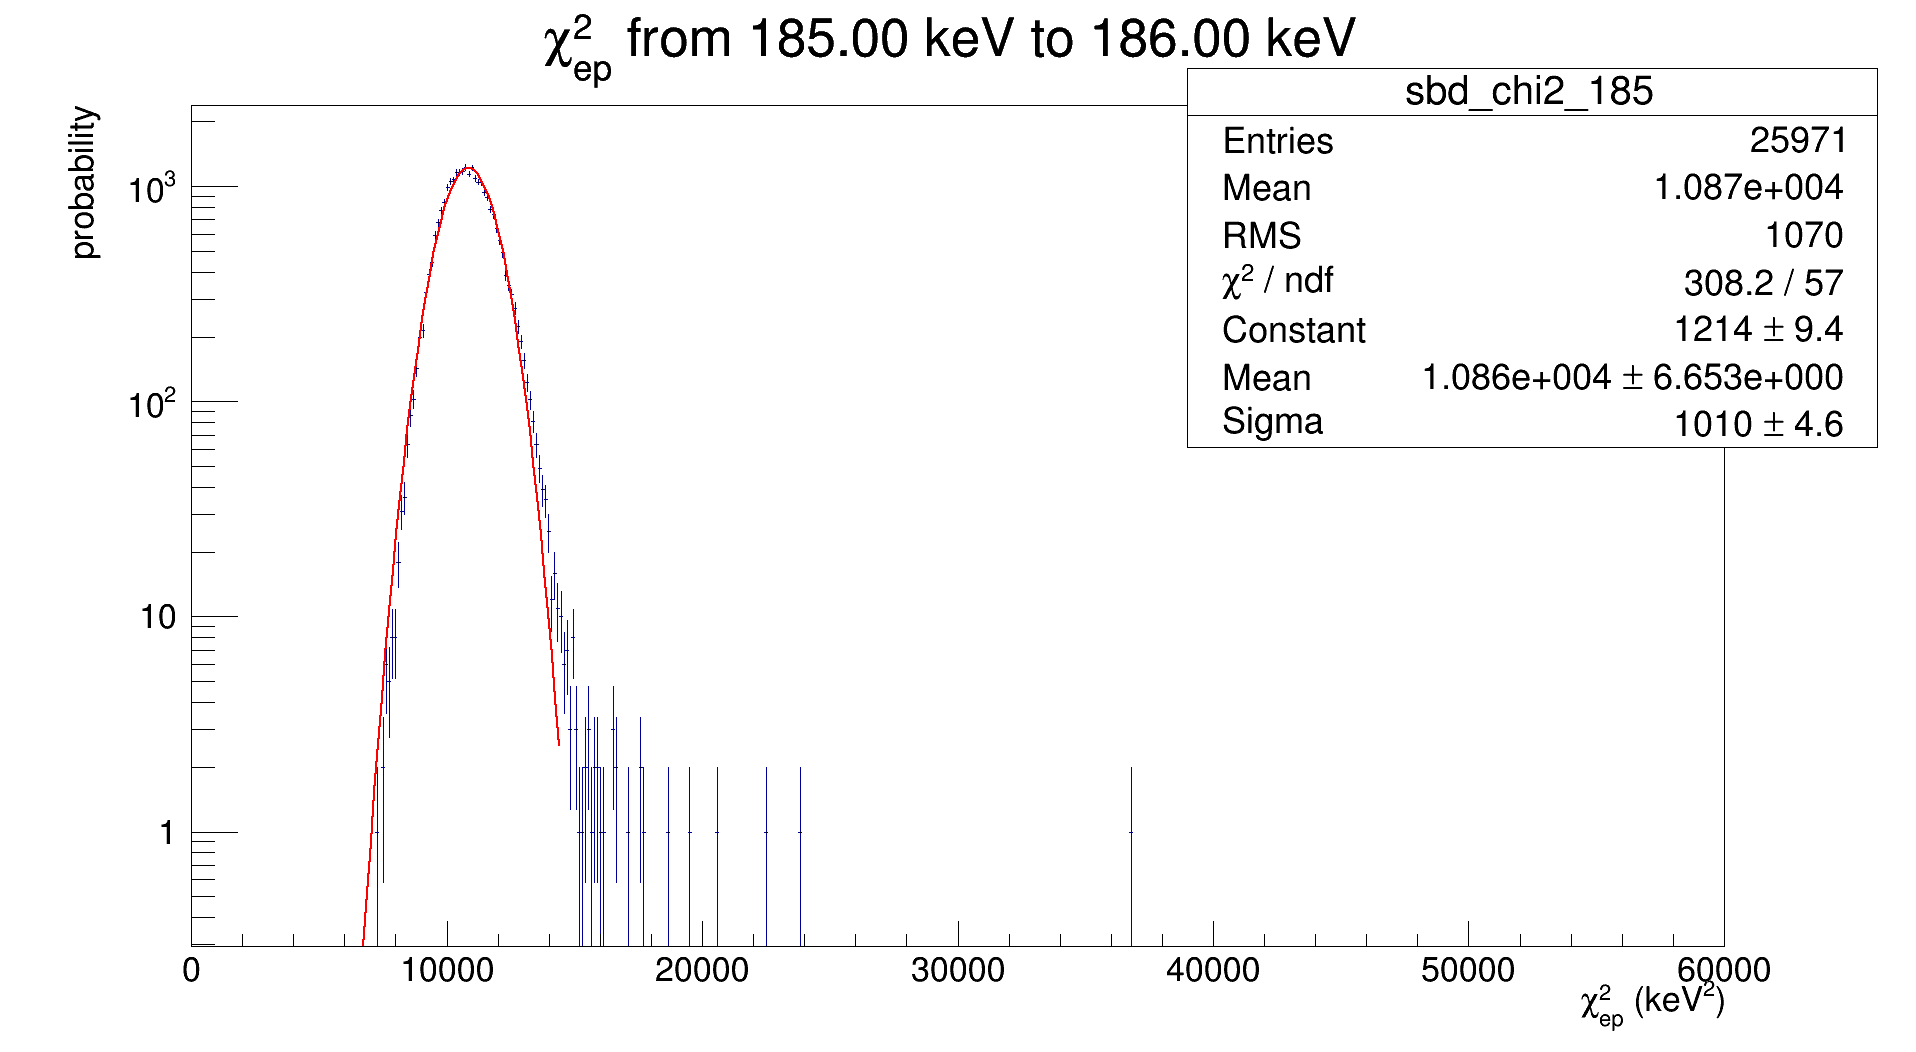 χ²ep from 185.00 keV to 186.00 keV
sbd_chi2_185
Entries 25971
Mean 1.087e+004
RMS 1070
χ² / ndf 308.2 / 57
Constant 1214 ± 9.4
Mean 1.086e+004 ± 6.653e+000
Sigma 1010 ± 4.6
probability
10³
10²
10
1
0 10000 20000 30000 40000 50000 60000
χ²ep (keV²)